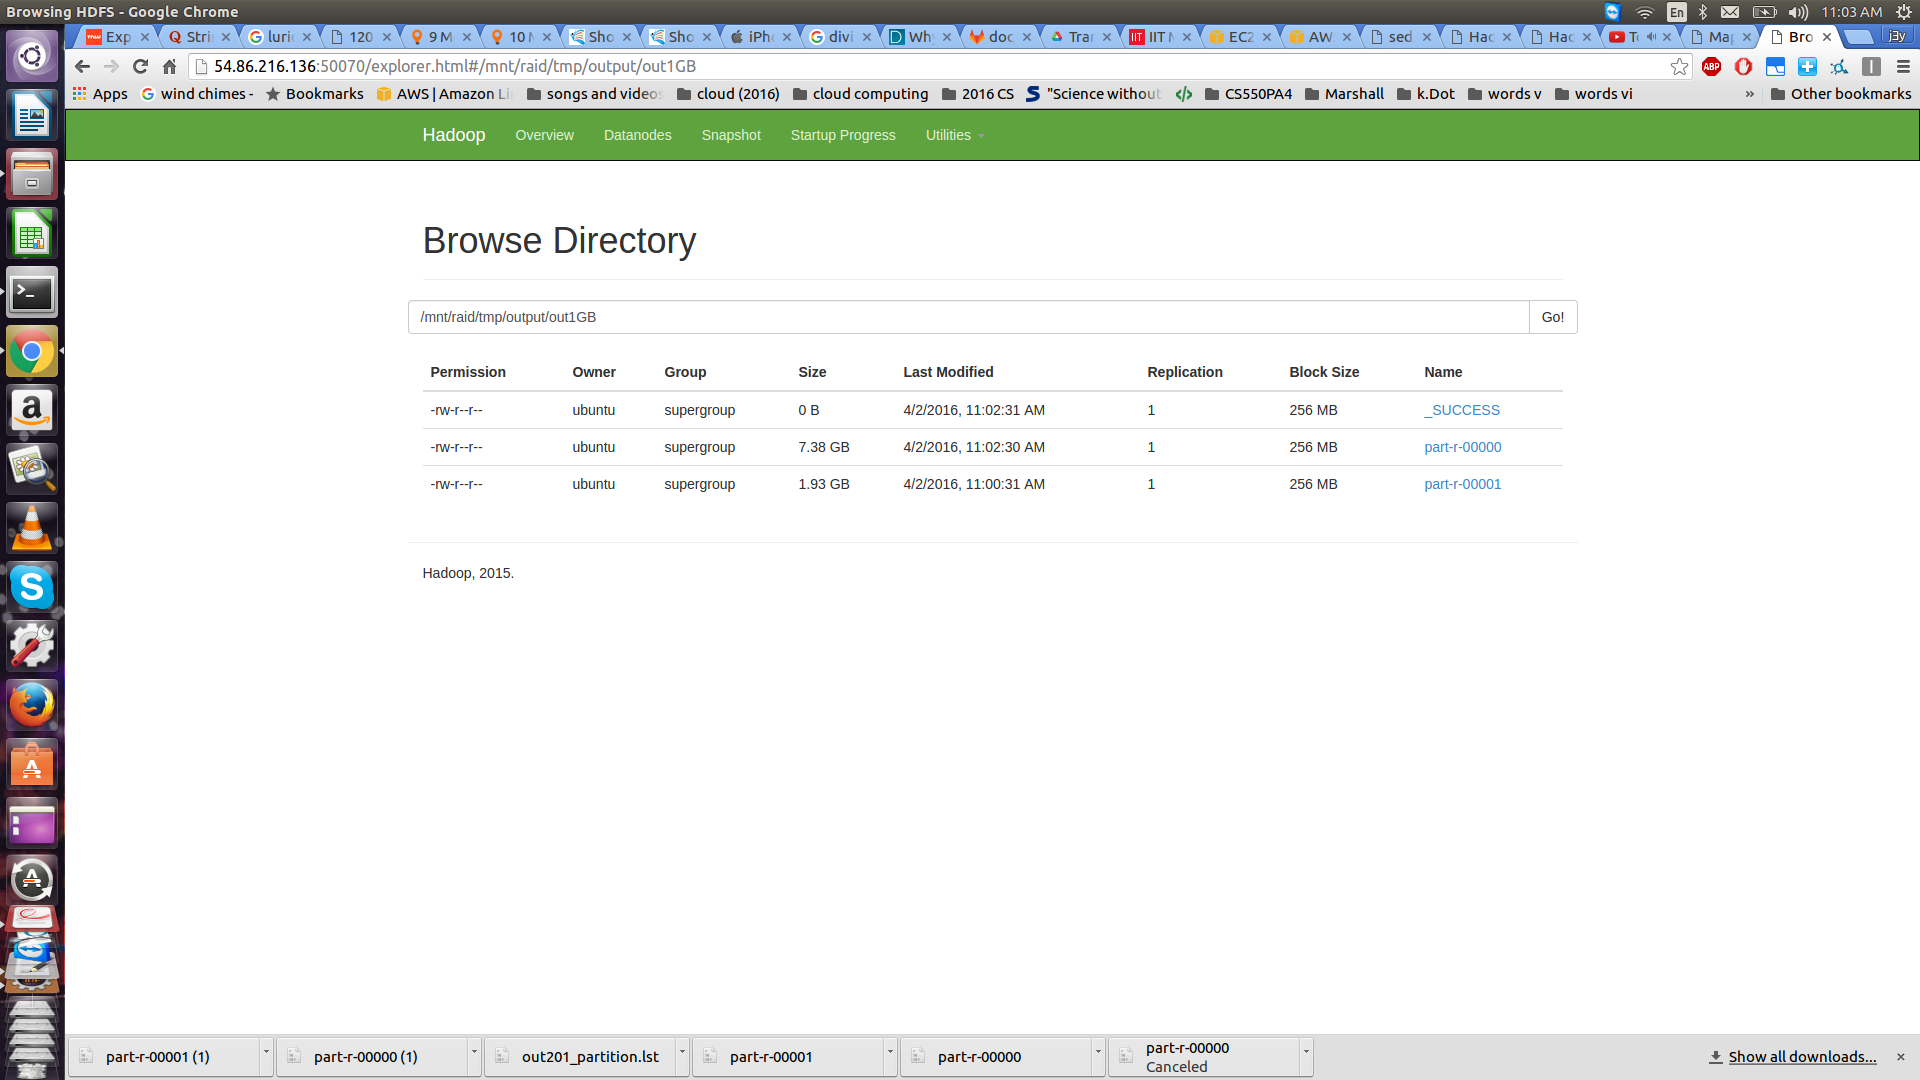 Browsing HDFS - Google Chrome
En
11:03 AM
Exp
Stri
luric
120
9 M
10 M
Sho
Sho
iPho
divi
Why
doc
Trar
IIT M
EC2
AW
sed
Hac
Hac
Ma
Bro
j3y
54.86.216.136:50070/explorer.html#/mnt/raid/tmp/output/out1GB
ABP
Apps
wind chimes -
Bookmarks
AWS | Amazon Li
songs and videos
cloud (2016)
cloud computing
2016 CS
"Science without
CS550PA4
Marshall
k.Dot
words v
words vi
»
Other bookmarks
Hadoop
Overview
Datanodes
Snapshot
Startup Progress
Utilities
Browse Directory
/mnt/raid/tmp/output/out1GB
Go!
Permission Owner Group Size Last Modified Replication Block Size Name
-rw-r--r-- ubuntu supergroup 0 B 4/2/2016, 11:02:31 AM 1 256 MB _SUCCESS
-rw-r--r-- ubuntu supergroup 7.38 GB 4/2/2016, 11:02:30 AM 1 256 MB part-r-00000
-rw-r--r-- ubuntu supergroup 1.93 GB 4/2/2016, 11:00:31 AM 1 256 MB part-r-00001
Hadoop, 2015.
part-r-00001 (1)
part-r-00000 (1)
out201_partition.lst
part-r-00001
part-r-00000
part-r-00000
Canceled
Show all downloads...